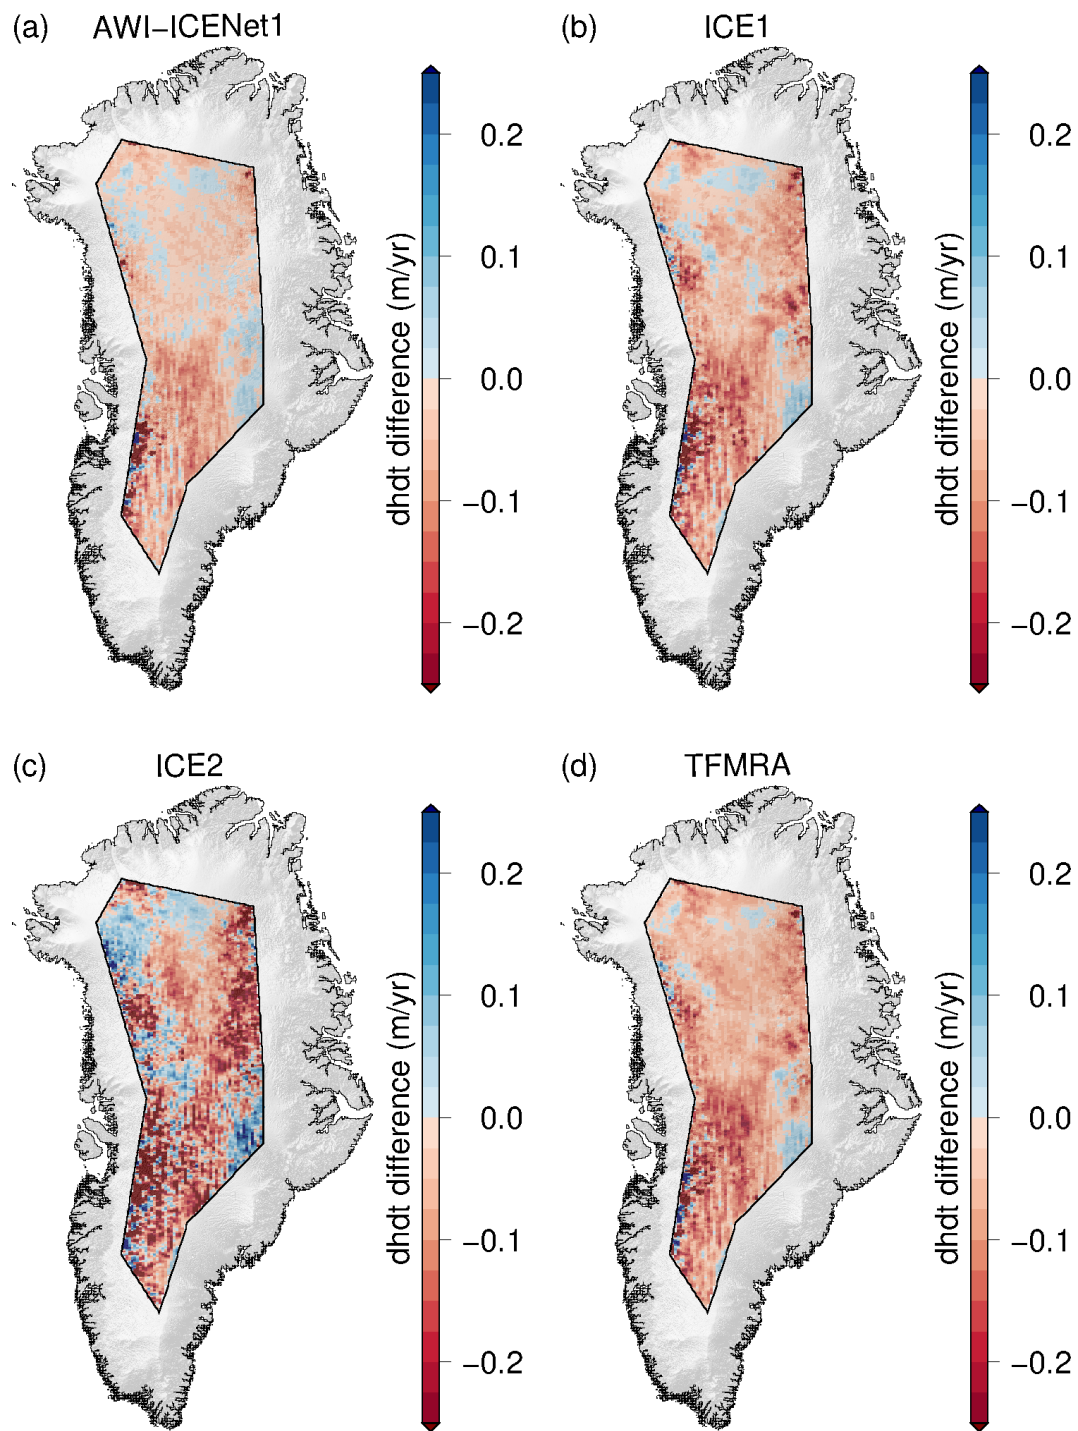 (a) AWI−ICENet1
0.2
0.1
0.0
−0.1
−0.2
dhdt difference (m/yr)
(b) ICE1
0.2
0.1
0.0
−0.1
−0.2
dhdt difference (m/yr)
(c) ICE2
0.2
0.1
0.0
−0.1
−0.2
dhdt difference (m/yr)
(d) TFMRA
0.2
0.1
0.0
−0.1
−0.2
dhdt difference (m/yr)